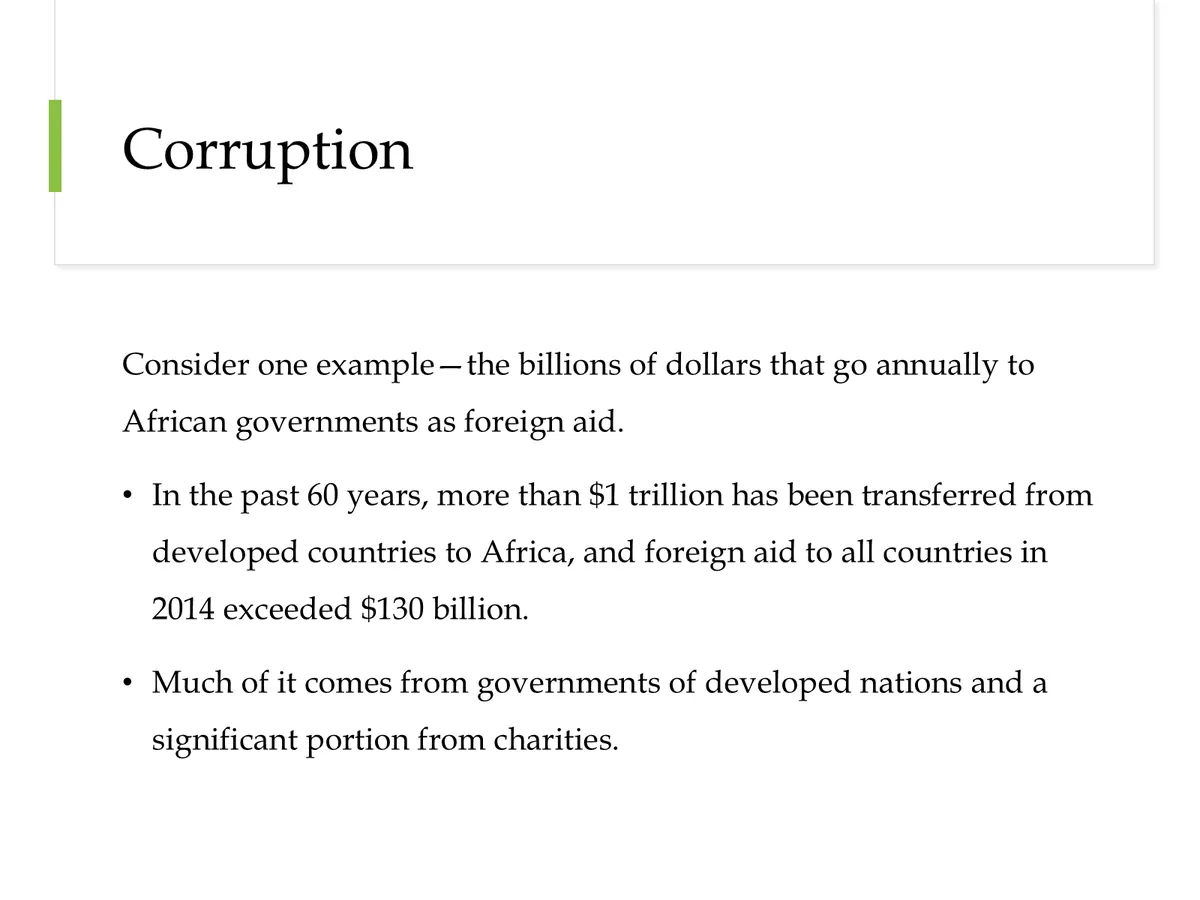 Corruption
Consider one example—the billions of dollars that go annually to
African governments as foreign aid.
• In the past 60 years, more than $1 trillion has been transferred from
developed countries to Africa, and foreign aid to all countries in
2014 exceeded $130 billion.
• Much of it comes from governments of developed nations and a
significant portion from charities.